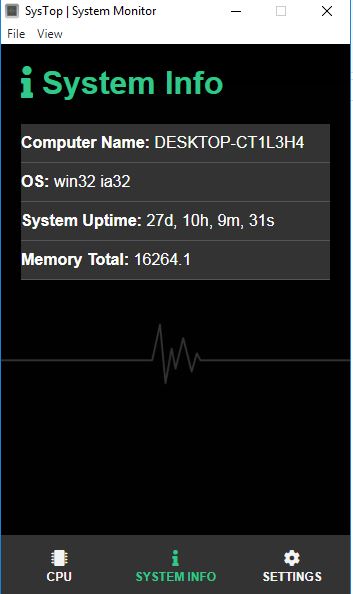 SysTop | System Monitor
File View
System Info
Computer Name: DESKTOP-CT1L3H4
OS: win32 ia32
System Uptime: 27d, 10h, 9m, 31s
Memory Total: 16264.1
CPU SYSTEM INFO SETTINGS